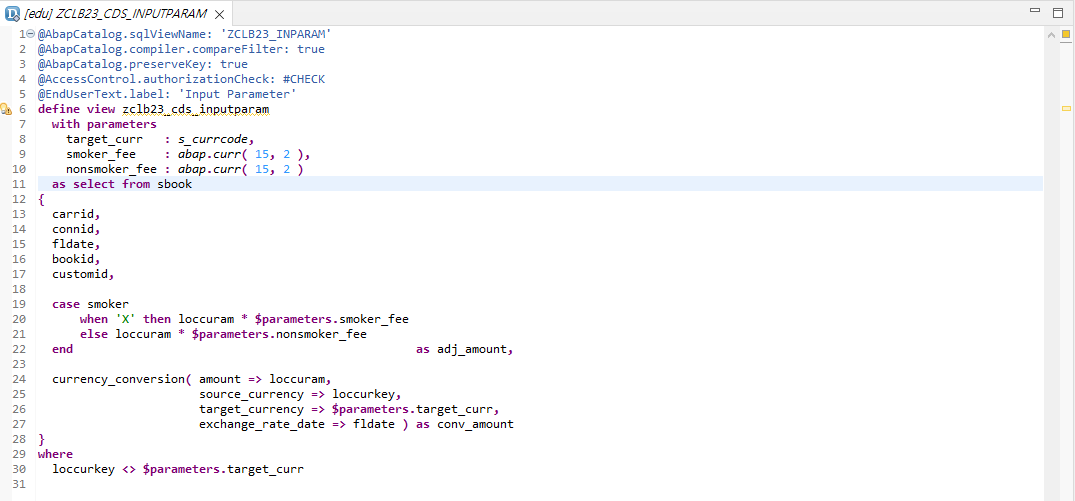 [edu] ZCLB23_CDS_INPUTPARAM
1 @AbapCatalog.sqlViewName: 'ZCLB23_INPARAM'
2 @AbapCatalog.compiler.compareFilter: true
3 @AbapCatalog.preserveKey: true
4 @AccessControl.authorizationCheck: #CHECK
5 @EndUserText.label: 'Input Parameter'
6 define view zclb23_cds_inputparam
7   with parameters
8     target_curr   : s_currcode,
9     smoker_fee    : abap.curr( 15, 2 ),
10     nonsmoker_fee : abap.curr( 15, 2 )
11   as select from sbook
12 {
13   carrid,
14   connid,
15   fldate,
16   bookid,
17   customid,
18
19   case smoker
20       when 'X' then loccuram * $parameters.smoker_fee
21       else loccuram * $parameters.nonsmoker_fee
22   end                                                 as adj_amount,
23
24   currency_conversion( amount => loccuram,
25                        source_currency => loccurkey,
26                        target_currency => $parameters.target_curr,
27                        exchange_rate_date => fldate ) as conv_amount
28 }
29 where
30   loccurkey <> $parameters.target_curr
31